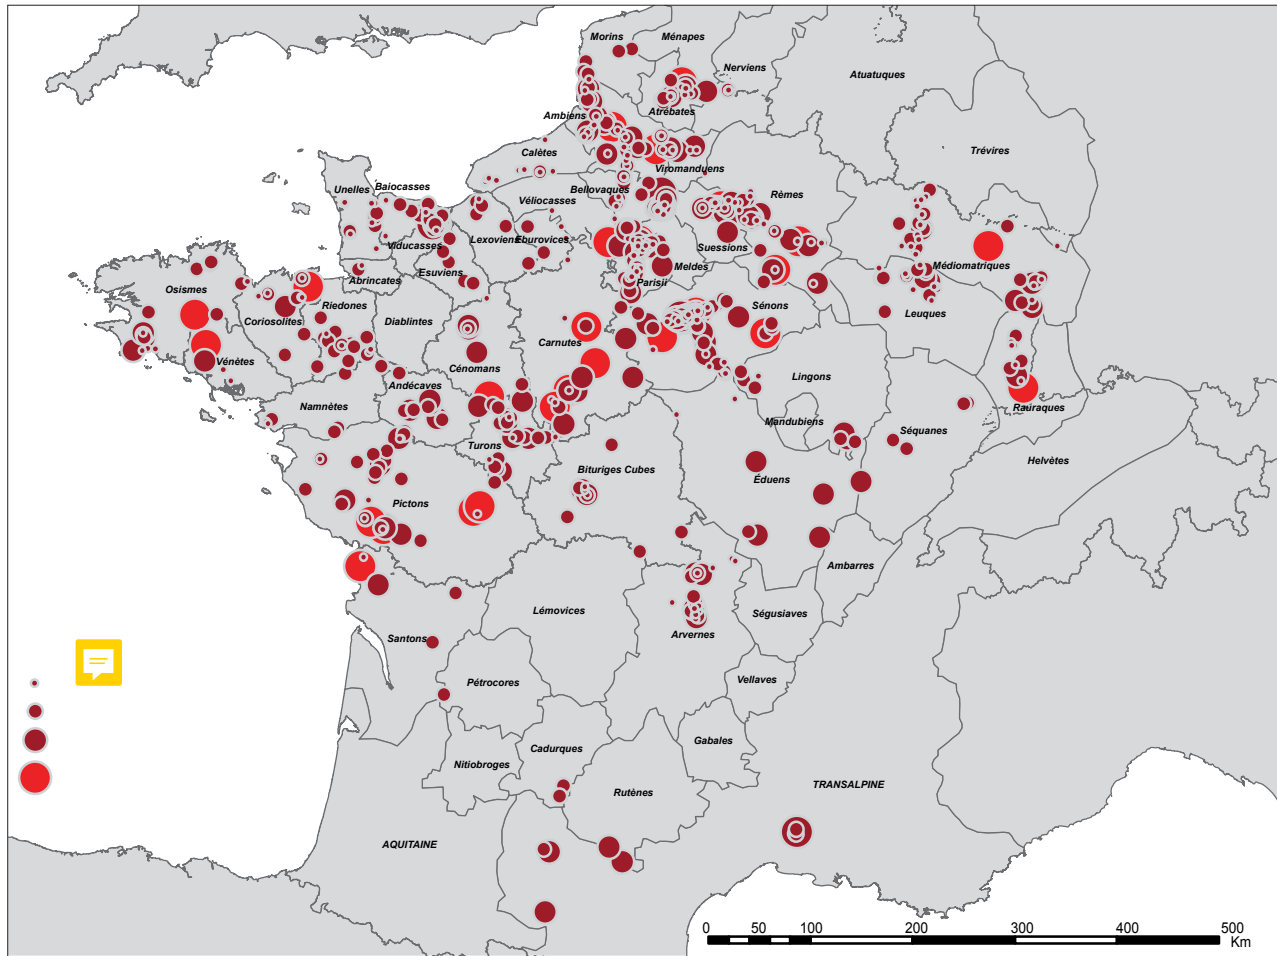 Morins
Ménapes
Nerviens
Atuatuques
Ambiens
Atrébates
Calètes
Trévires
Viromanduens
Unelles
Baiocasses
Bellovaques
Rèmes
Véliocasses
Viducasses
Lexoviens
Eburovices
Suessions
Esuviens
Meldes
Médiomatriques
Abrincates
Parisii
Osismes
Riedones
Sénons
Coriosolites
Diablintes
Leuques
Carnutes
Vénètes
Cénomans
Lingons
Andécaves
Namnètes
Rauraques
Mandubiens
Séquanes
Turons
Helvètes
Bituriges Cubes
Éduens
Pictons
Ambarres
Lémovices
Ségusiaves
Santons
Arvernes
Pétrocores
Vellaves
Gabales
Cadurques
Nitiobroges
Rutènes
TRANSALPINE
AQUITAINE
0 50 100 200 300 400 500
Km